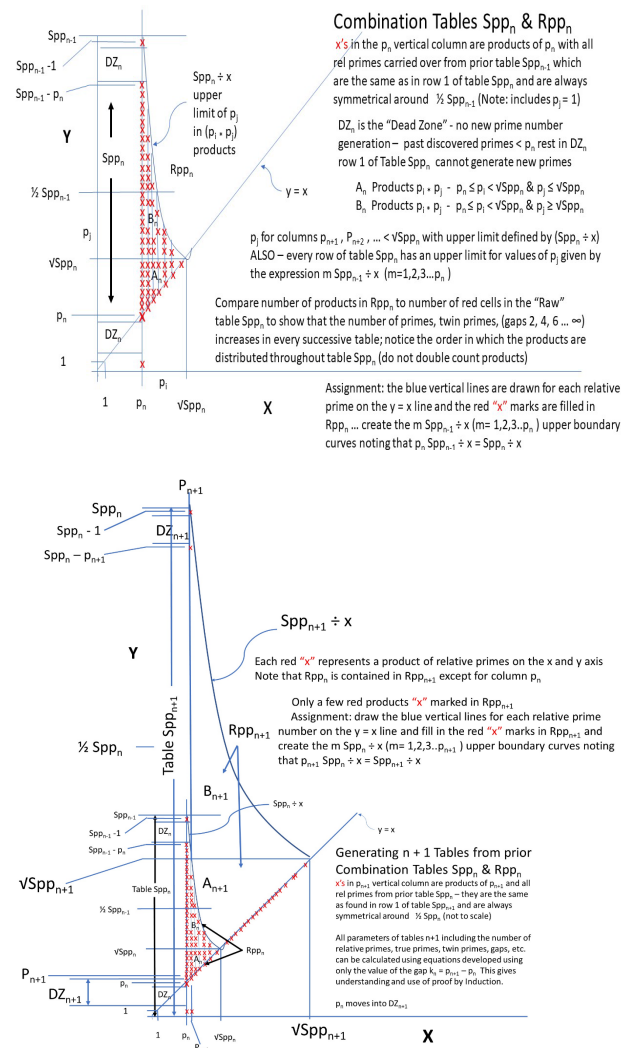 Combination Tables Sppₙ & Rppₙ
x's in the pₙ vertical column are products of pₙ with all
rel primes carried over from prior table Sppₙ₋₁ which
are the same as in row 1 of table Sppₙ and are always
symmetrical around ½ Sppₙ₋₁ (Note: includes pⱼ = 1)
DZₙ is the “Dead Zone” - no new prime number
generation – past discovered primes < pₙ rest in DZₙ
row 1 of Table Sppₙ cannot generate new primes
Aₙ Products pᵢ * pⱼ - pₙ ≤ pᵢ < √Sppₙ & pⱼ ≤ √Sppₙ
Bₙ Products pᵢ * pⱼ - pₙ ≤ pᵢ < √Sppₙ & pⱼ ≥ √Sppₙ
pⱼ for columns pₙ₊₁ , Pₙ₊₂ , ... < √Sppₙ with upper limit defined by (Sppₙ ÷ x)
ALSO – every row of table Sppₙ has an upper limit for values of pⱼ given by
the expression m Sppₙ₋₁ ÷ x (m=1,2,3...pₙ )
Compare number of products in Rppₙ to number of red cells in the “Raw”
table Sppₙ to show that the number of primes, twin primes, (gaps 2, 4, 6 ... ∞)
increases in every successive table; notice the order in which the products are
distributed throughout table Sppₙ (do not double count products)
Assignment: the blue vertical lines are drawn for each relative
prime on the y = x line and the red “x” marks are filled in
Rppₙ ... create the m Sppₙ₋₁ ÷ x (m= 1,2,3..pₙ ) upper boundary
curves noting that pₙ Sppₙ₋₁ ÷ x = Sppₙ ÷ x
Sppₙ₋₁
Sppₙ₋₁ -1
DZₙ
Sppₙ₋₁ - pₙ
Sppₙ ÷ x
upper
limit of pⱼ
in (pᵢ * pⱼ)
products
Y
Sppₙ
Rppₙ
y = x
½ Sppₙ₋₁
Bₙ
pⱼ
√Sppₙ
Aₙ
pₙ
DZₙ
1
pᵢ
1
pₙ
√Sppₙ
X
Pₙ₊₁
Sppₙ
Sppₙ - 1
DZₙ₊₁
Sppₙ – pₙ₊₁
Sppₙ₊₁ ÷ x
Y
Each red “x” represents a product of relative primes on the x and y axis
Note that Rppₙ is contained in Rppₙ₊₁ except for column pₙ
Only a few red products “x” marked in Rppₙ₊₁
Assignment: draw the blue vertical lines for each relative prime
number on the y = x line and fill in the red “x” marks in Rppₙ₊₁ and
create the m Sppₙ ÷ x (m= 1,2,3..pₙ₊₁ ) upper boundary curves noting
that pₙ₊₁ Sppₙ ÷ x = Sppₙ₊₁ ÷ x
Table Sppₙ₊₁
Rppₙ₊₁
½ Sppₙ
Bₙ₊₁
Sppₙ ÷ x
Sppₙ₋₁
Sppₙ₋₁ -1
DZₙ
Sppₙ₋₁ - pₙ
y = x
√Sppₙ₊₁
Table Sppₙ
Aₙ₊₁
½ Sppₙ₋₁
Bₙ
√Sppₙ
Rppₙ
Aₙ
Pₙ₊₁
pₙ
DZₙ₊₁
DZₙ
1
1
pₙ
√Sppₙ
√Sppₙ₊₁
X
Generating n + 1 Tables from prior
Combination Tables Sppₙ & Rppₙ
x's in pₙ₊₁ vertical column are products of pₙ₊₁ and all
rel primes from prior table Sppₙ – they are the same
as found in row 1 of table Sppₙ₊₁ and are always
symmetrical around ½ Sppₙ (not to scale)
All parameters of tables n+1 including the number of
relative primes, true primes, twin primes, gaps, etc.
can be calculated using equations developed using
only the value of the gap kₙ = pₙ₊₁ – pₙ This gives
understanding and use of proof by Induction.
pₙ moves into DZₙ₊₁